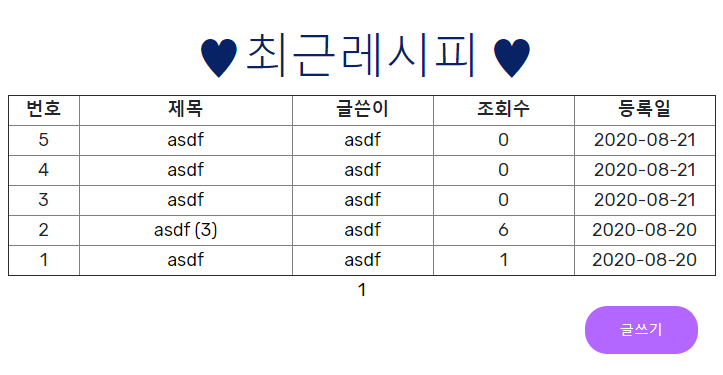 ♥최근레시피♥
번호 제목 글쓴이 조회수 등록일
5 asdf asdf 0 2020-08-21
4 asdf asdf 0 2020-08-21
3 asdf asdf 0 2020-08-21
2 asdf (3) asdf 6 2020-08-20
1 asdf asdf 1 2020-08-20
1
글쓰기